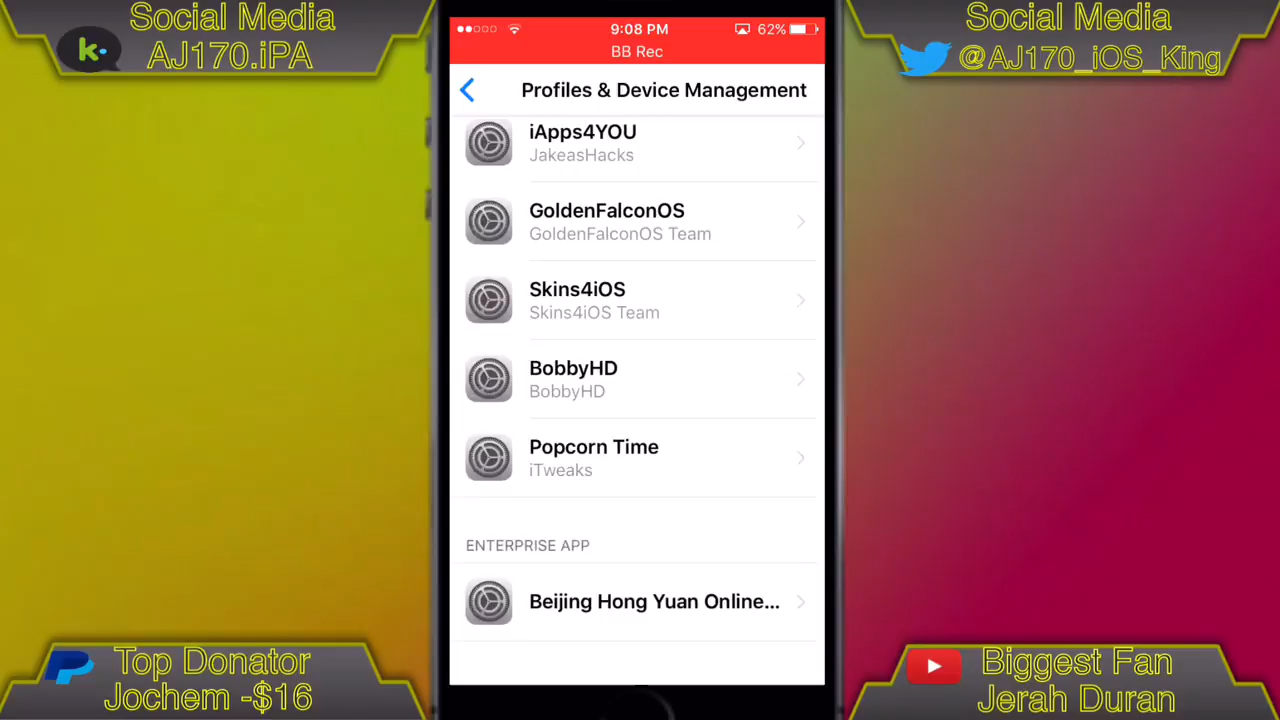 Social Media
AJ170.iPA
k.
9:08 PM
62%
BB Rec
Profiles & Device Management
iApps4YOU
JakeasHacks
GoldenFalconOS
GoldenFalconOS Team
Skins4iOS
Skins4iOS Team
BobbyHD
BobbyHD
Popcorn Time
iTweaks
ENTERPRISE APP
Beijing Hong Yuan Online...
Social Media
@AJ170_iOS_King
Top Donator
Jochem -$16
Biggest Fan
Jerah Duran